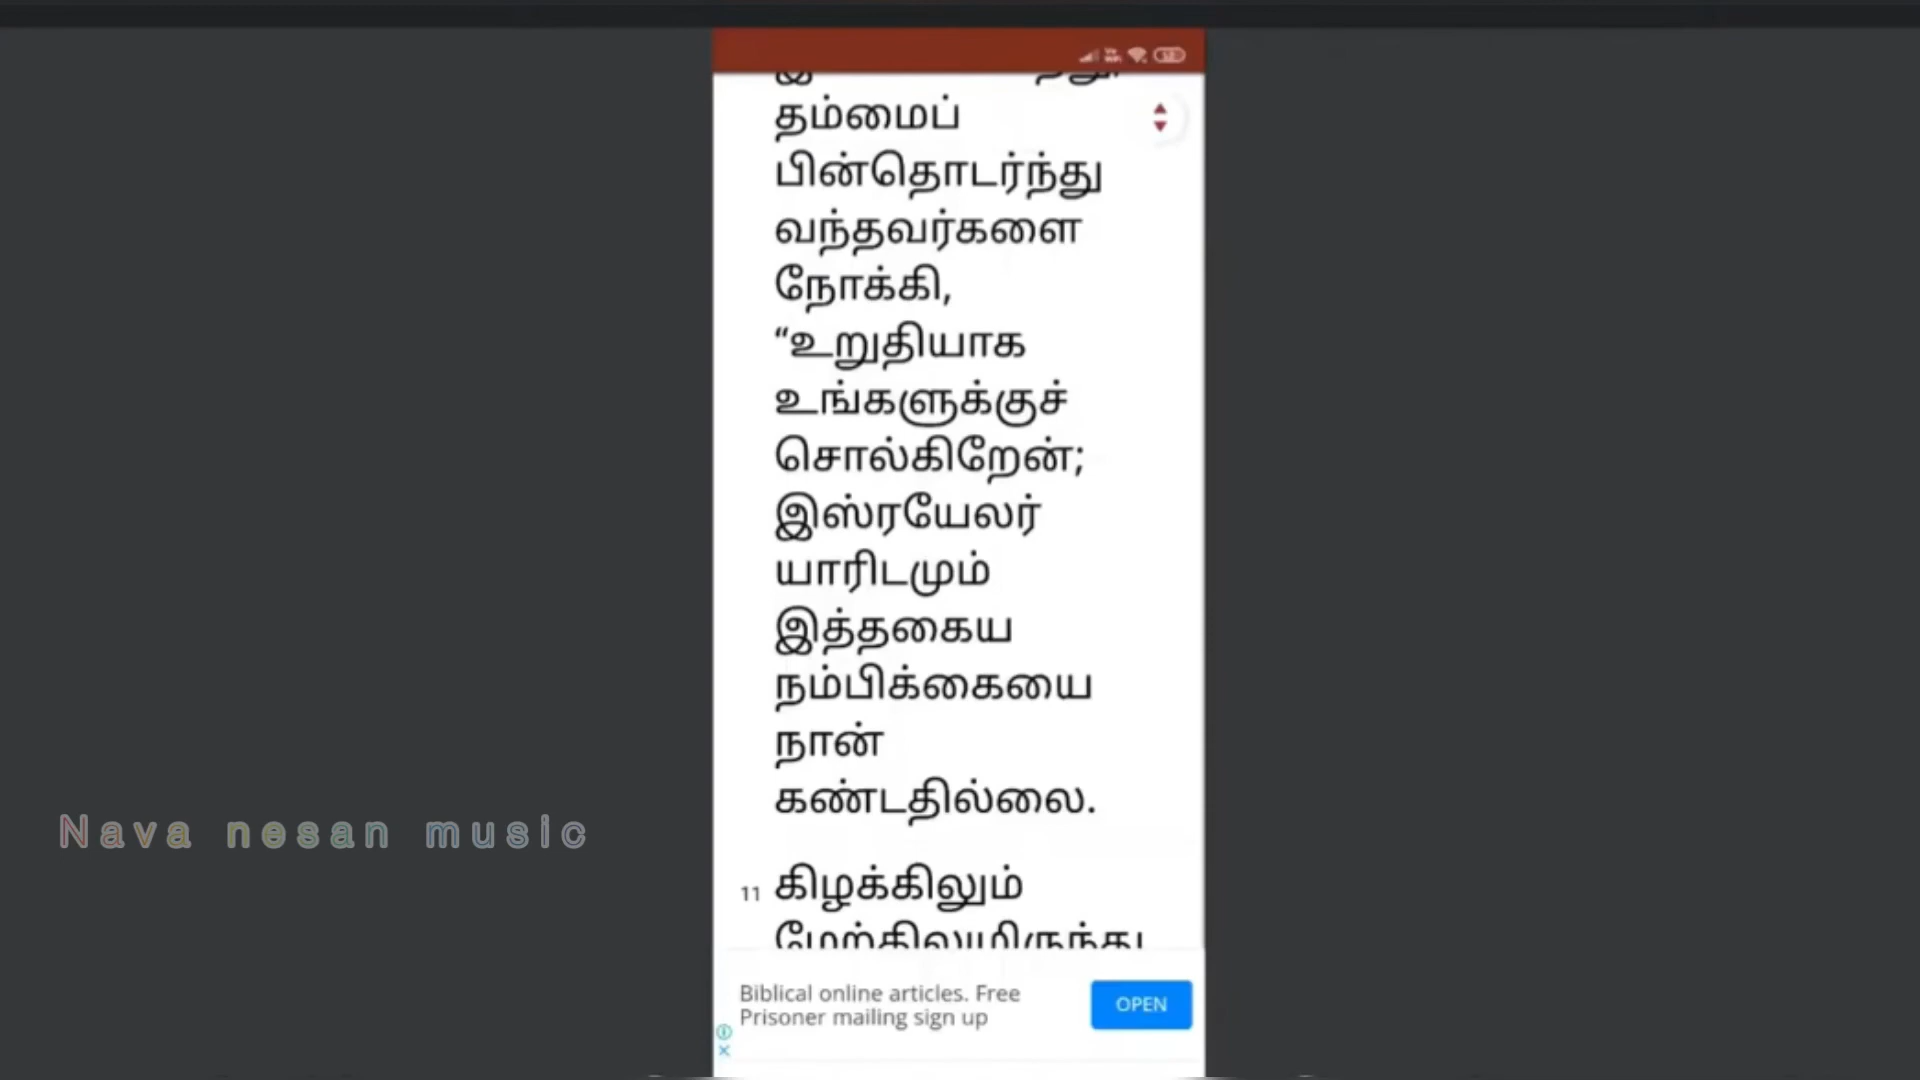 தம்மைப்
பின்தொடர்ந்து
வந்தவர்களை
நோக்கி,
“உறுதியாக
உங்களுக்குச்
சொல்கிறேன்;
இஸ்ரயேலர்
யாரிடமும்
இத்தகைய
நம்பிக்கையை
நான்
கண்டதில்லை.
11 கிழக்கிலும்
மேற்கிலுமிருந்து
Nava nesan music
Biblical online articles. Free
Prisoner mailing sign up
OPEN